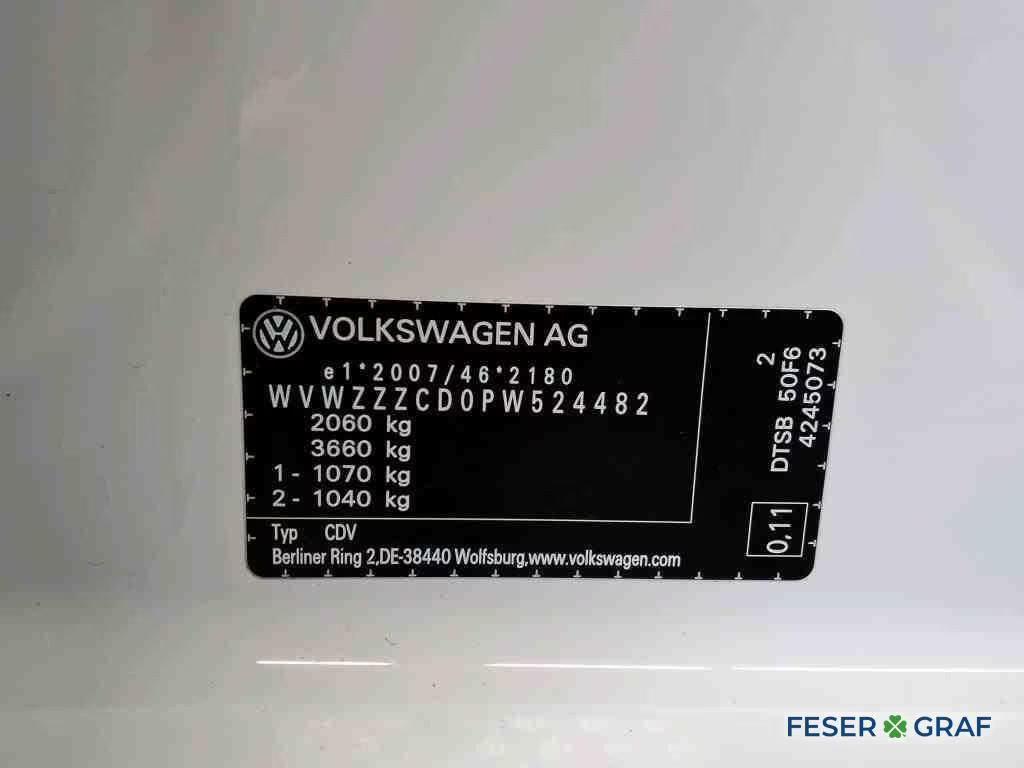 VOLKSWAGEN AG
e1*2007/46*2180
WVWZZZCD0PW524482
2060 kg
3660 kg
1 - 1070 kg
2 - 1040 kg
Typ CDV
Berliner Ring 2,DE-38440 Wolfsburg,www.volkswagen.com
2
DTSB 50F6
4245073
0,11
FESER GRAF